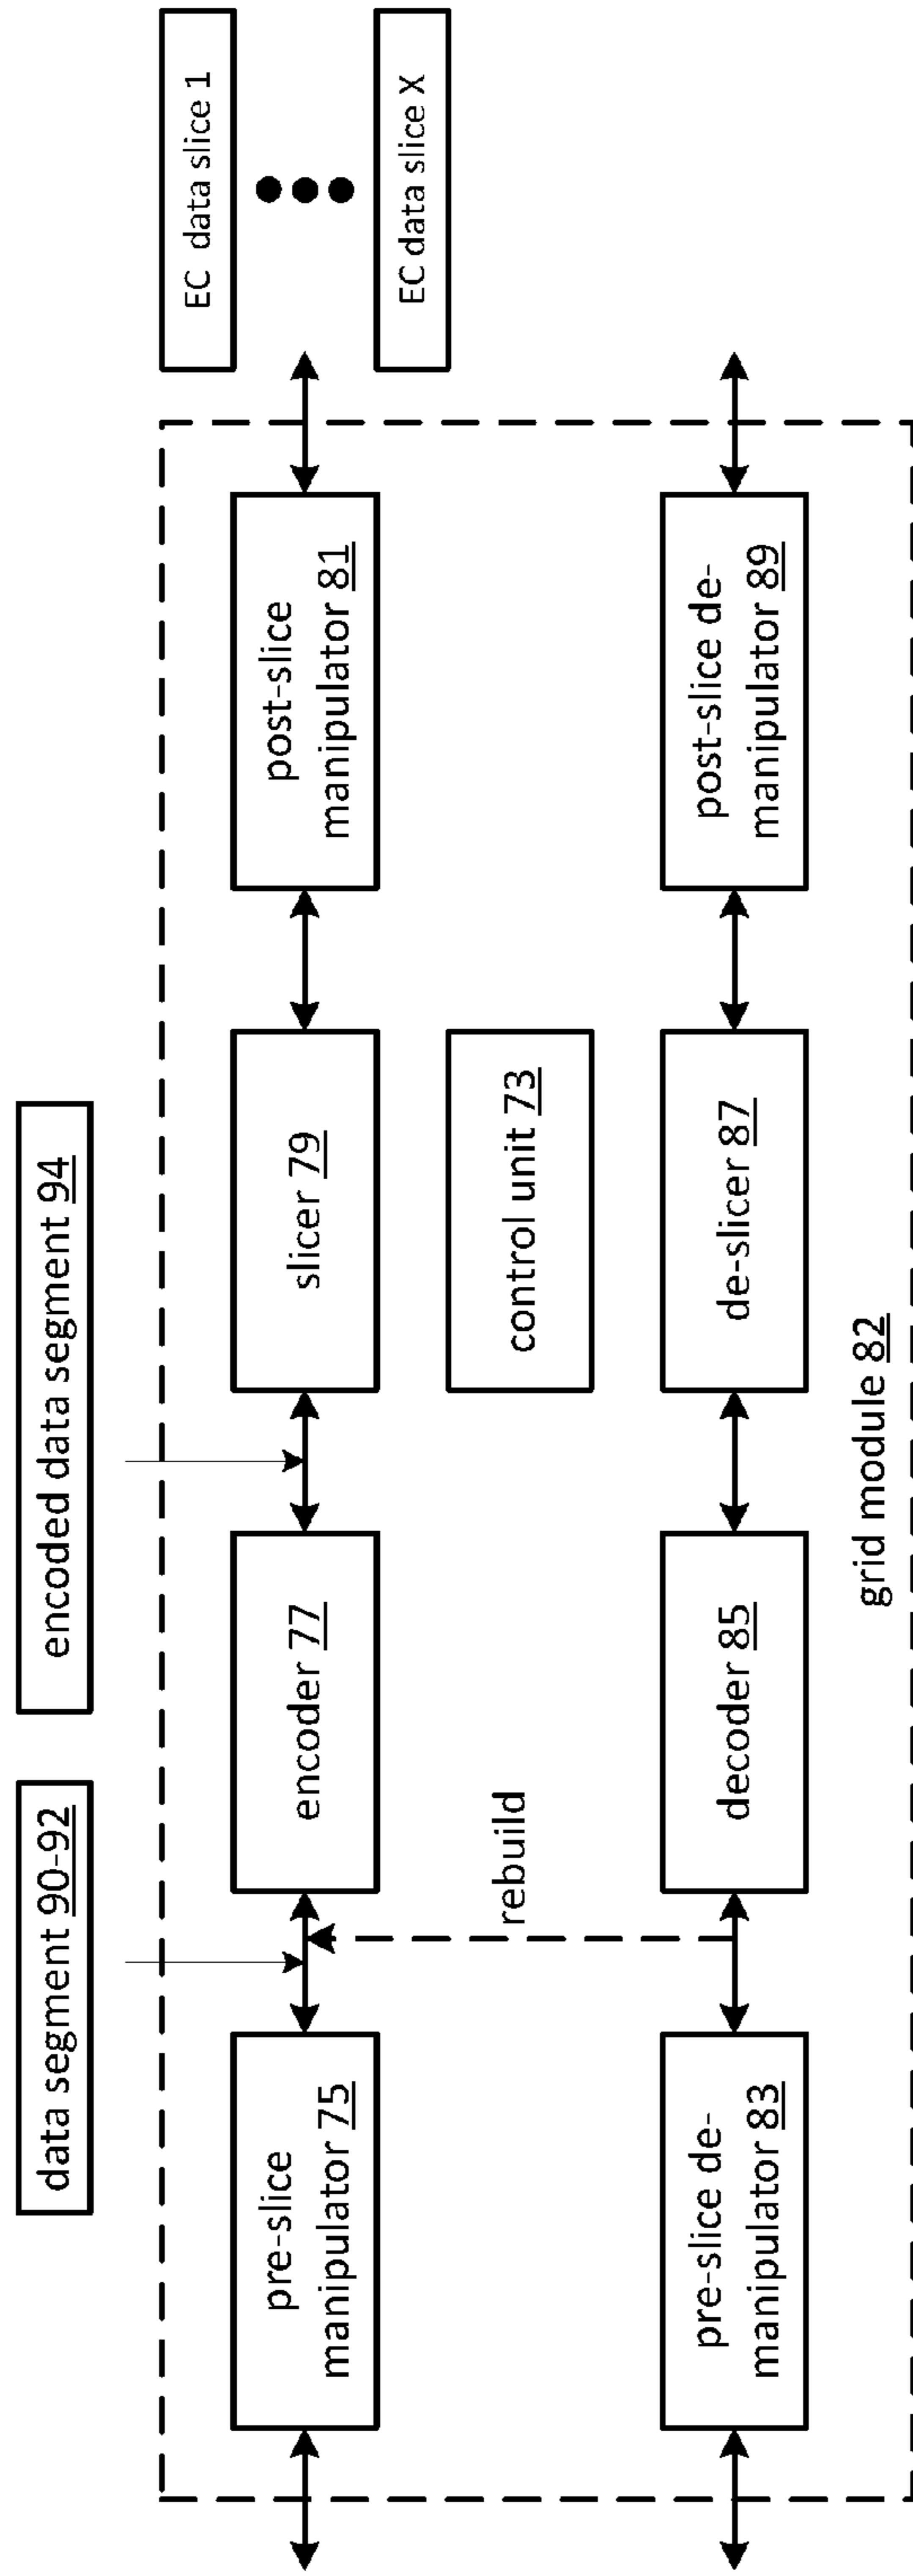 data segment 90-92
encoded data segment 94
EC data slice 1
EC data slice X
pre-slice
manipulator 75
encoder 77
slicer 79
post-slice
manipulator 81
rebuild
control unit 73
pre-slice de-
manipulator 83
decoder 85
de-slicer 87
post-slice de-
manipulator 89
grid module 82